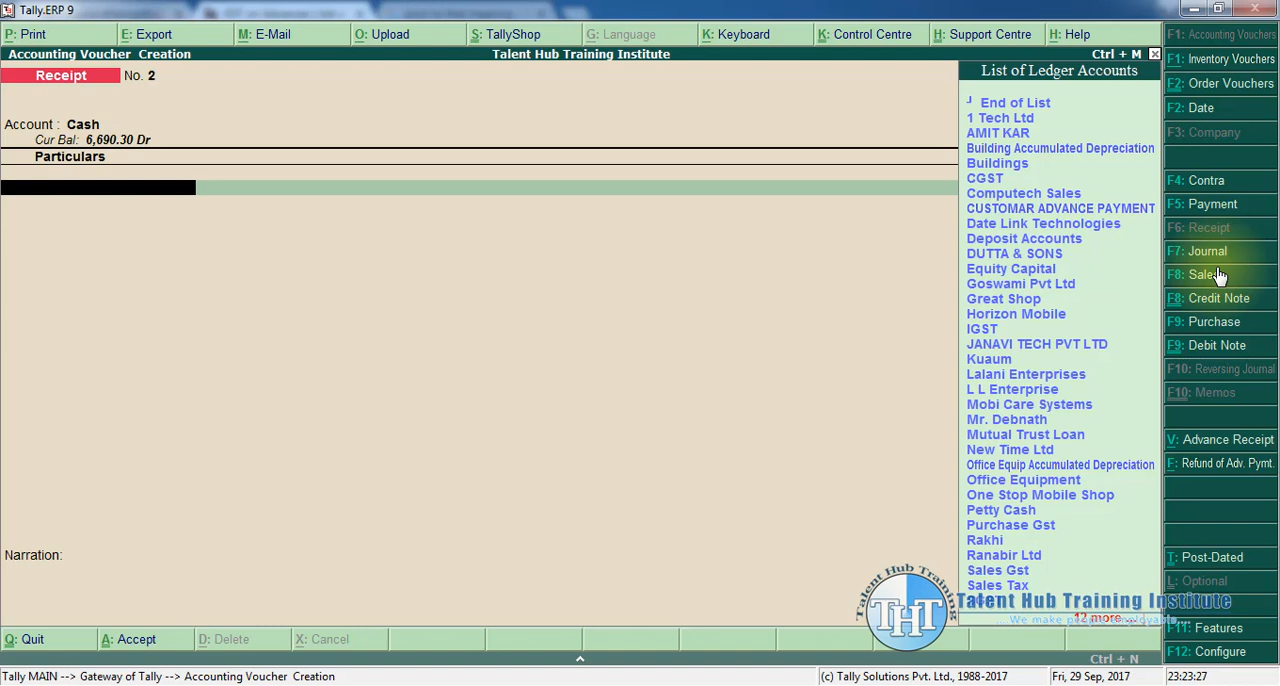 Tally.ERP 9
P: Print
E: Export
M: E-Mail
O: Upload
S: TallyShop
G: Language
K: Keyboard
K: Control Centre
H: Support Centre
H: Help
F1: Accounting Vouchers
Accounting Voucher Creation
Talent Hub Training Institute
Ctrl + M
F1: Inventory Vouchers
Receipt No. 2
List of Ledger Accounts
F2: Order Vouchers
F2: Date
F3: Company
Account : Cash
Cur Bal: 6,690.30 Dr
Particulars
End of List
1 Tech Ltd
AMIT KAR
Building Accumulated Depreciation
Buildings
CGST
Computech Sales
CUSTOMAR ADVANCE PAYMENT
Date Link Technologies
Deposit Accounts
DUTTA & SONS
Equity Capital
Goswami Pvt Ltd
Great Shop
Horizon Mobile
IGST
JANAVI TECH PVT LTD
Kuaum
Lalani Enterprises
L L Enterprise
Mobi Care Systems
Mr. Debnath
Mutual Trust Loan
New Time Ltd
Office Equip Accumulated Depreciation
Office Equipment
One Stop Mobile Shop
Petty Cash
Purchase Gst
Rakhi
Ranabir Ltd
Sales Gst
Sales Tax
12 more
F4: Contra
F5: Payment
F6: Receipt
F7: Journal
F8: Sales
F8: Credit Note
F9: Purchase
F9: Debit Note
F10: Reversing Journal
F10: Memos
V: Advance Receipt
F: Refund of Adv. Pymt.
T: Post-Dated
L: Optional
F11: Features
F12: Configure
Narration:
Talent Hub Training
THT
Talent Hub Training Institute
....We make people employable....
Q: Quit
A: Accept
D: Delete
X: Cancel
Ctrl + N
Tally MAIN --> Gateway of Tally --> Accounting Voucher Creation
(c) Tally Solutions Pvt. Ltd., 1988-2017
Fri, 29 Sep, 2017
23:23:27